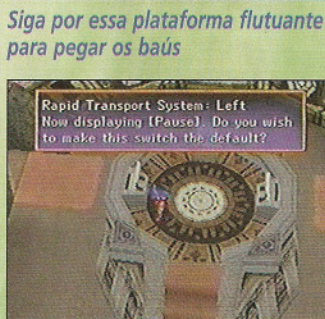 Siga por essa plataforma flutuante
para pegar os baús
Rapid Transport System: Left
Now displaying [Pause]. Do you wish
to make this switch the default?